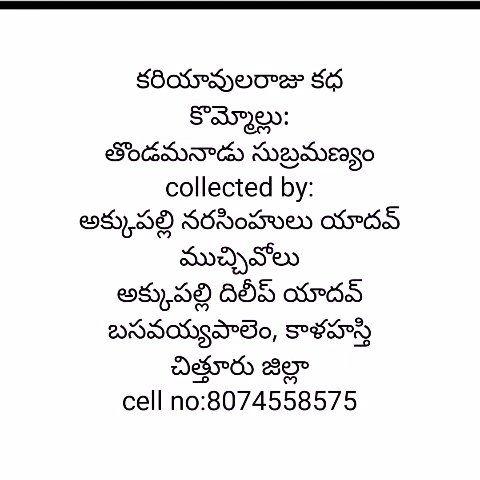 కరియావులరాజు కధ
కొమ్మోల్లు:
తొండమనాడు సుబ్రమణ్యం
collected by:
అక్కుపల్లి నరసింహులు యాదవ్
ముచ్చివోలు
అక్కుపల్లి దిలీప్ యాదవ్
బసవయ్యపాలెం, కాళహస్తి
చిత్తూరు జిల్లా
cell no:8074558575